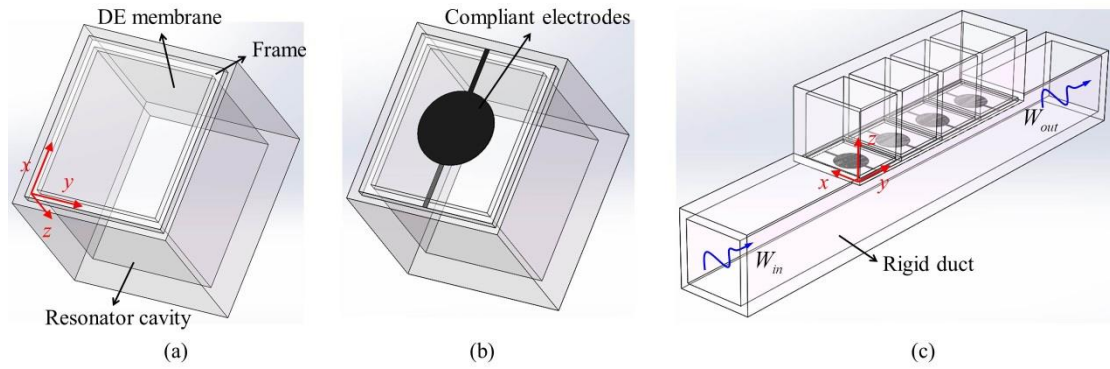 DE membrane
Frame
x
y
z
Resonator cavity
(a)
Compliant electrodes
(b)
W_out
z
x
y
W_in
Rigid duct
(c)